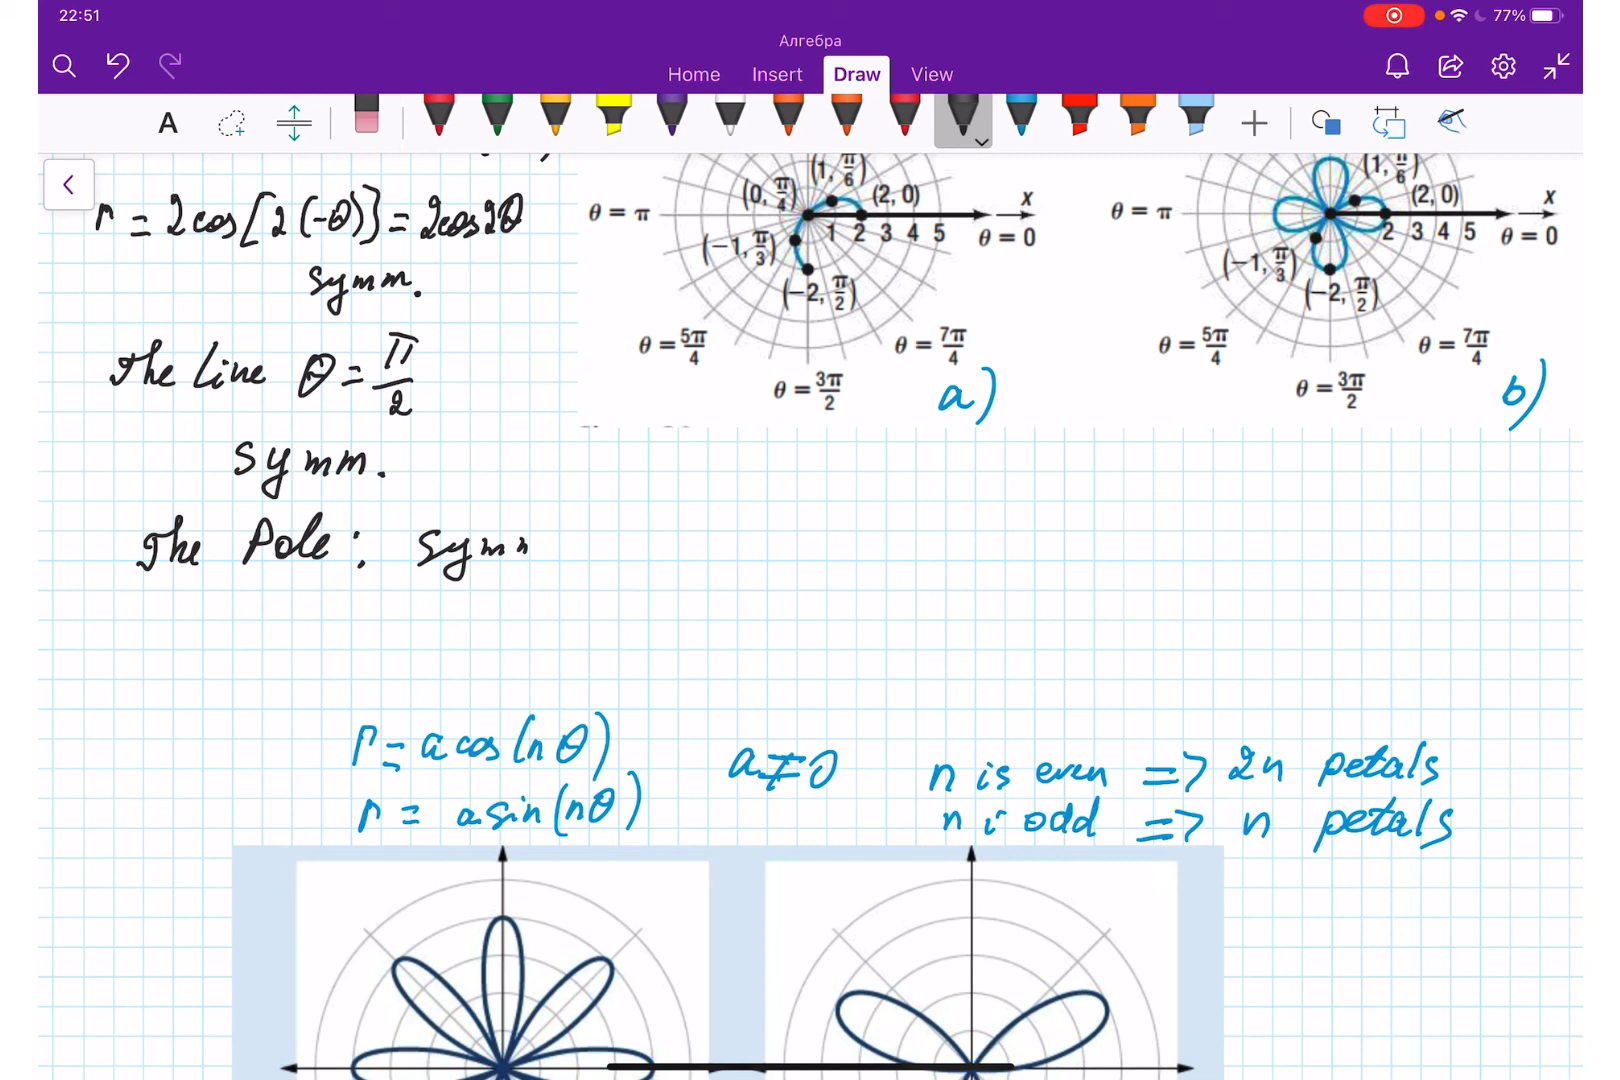 22:51
77%
Алгебра
Home Insert Draw View
A
r = 2cos[2(-θ)] = 2cos2θ
symm.
The Line θ = π/2
symm.
The Pole: symm
(1, π/6)
(0, π/4)
(2, 0)
x
θ = π
1 2 3 4 5
θ = 0
(−1, π/3)
(−2, π/2)
θ = 5π/4
θ = 7π/4
θ = 3π/2
a)
(1, π/6)
(2, 0)
x
θ = π
2 3 4 5
θ = 0
(−1, π/3)
(−2, π/2)
θ = 5π/4
θ = 7π/4
θ = 3π/2
b)
r = a cos(nθ)
r = a sin(nθ)
a≠0
n is even => 2n petals
n i odd => n petals